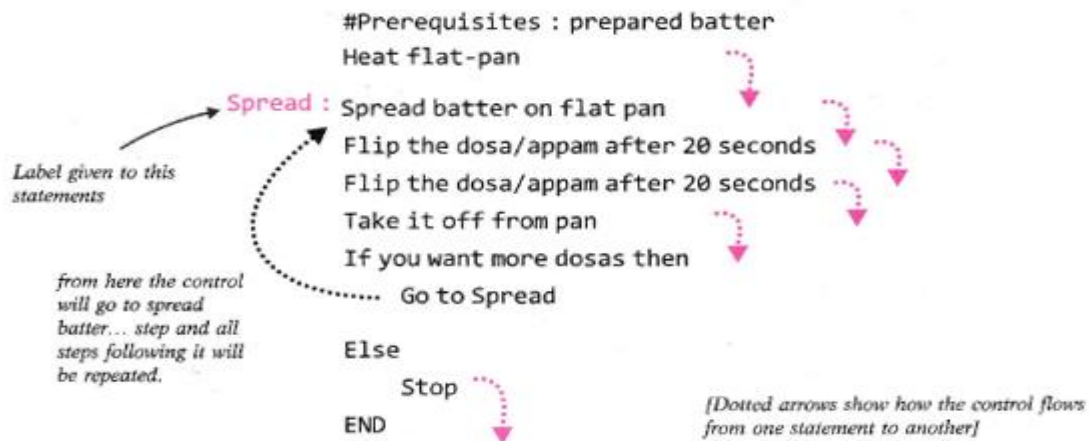 #Prerequisites : prepared batter
Heat flat-pan
Spread : Spread batter on flat pan
Label given to this
statements
Flip the dosa/appam after 20 seconds
Flip the dosa/appam after 20 seconds
Take it off from pan
If you want more dosas then
Go to Spread
from here the control
will go to spread
batter... step and all
steps following it will
be repeated.
Else
Stop
END
[Dotted arrows show how the control flows
from one statement to another]